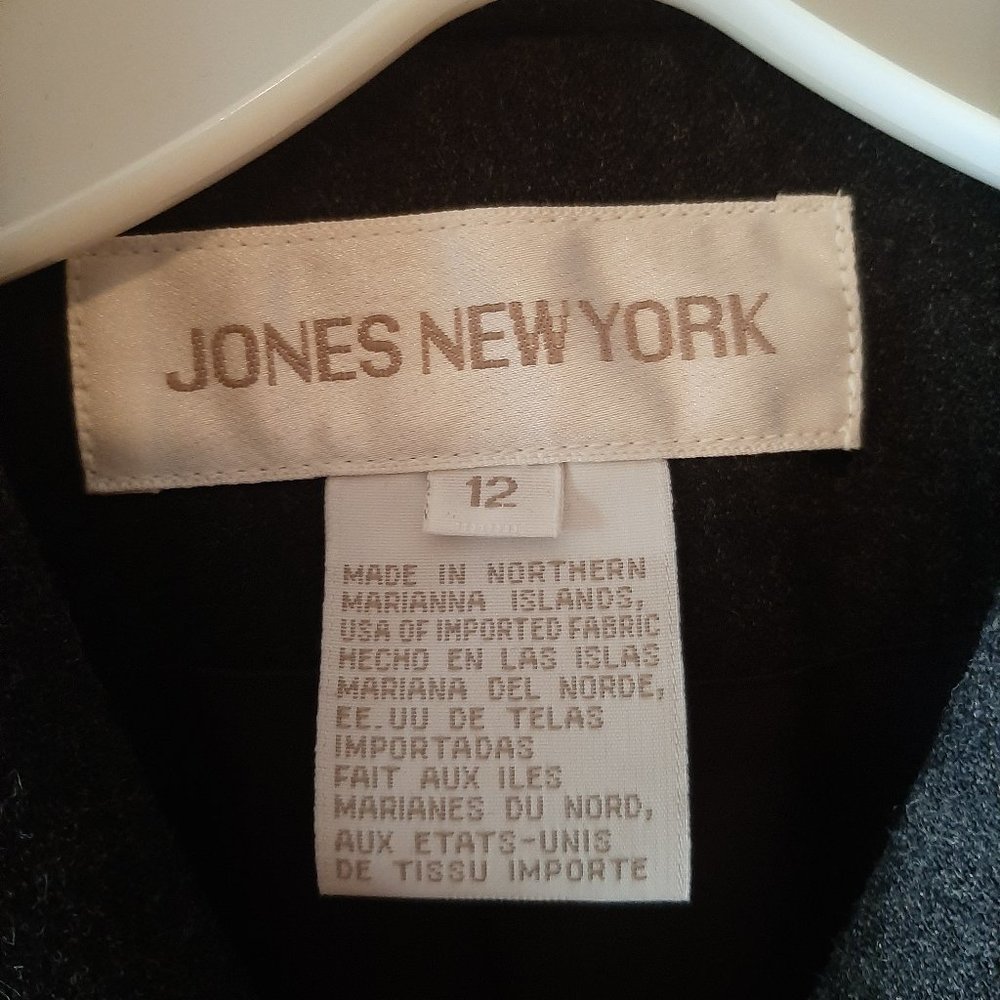 JONES NEW YORK
12
MADE IN NORTHERN
MARIANNA ISLANDS,
USA OF IMPORTED FABRIC
HECHO EN LAS ISLAS
MARIANA DEL NORDE,
EE.UU DE TELAS
IMPORTADAS
FAIT AUX ILES
MARIANES DU NORD,
AUX ETATS-UNIS
DE TISSU IMPORTE